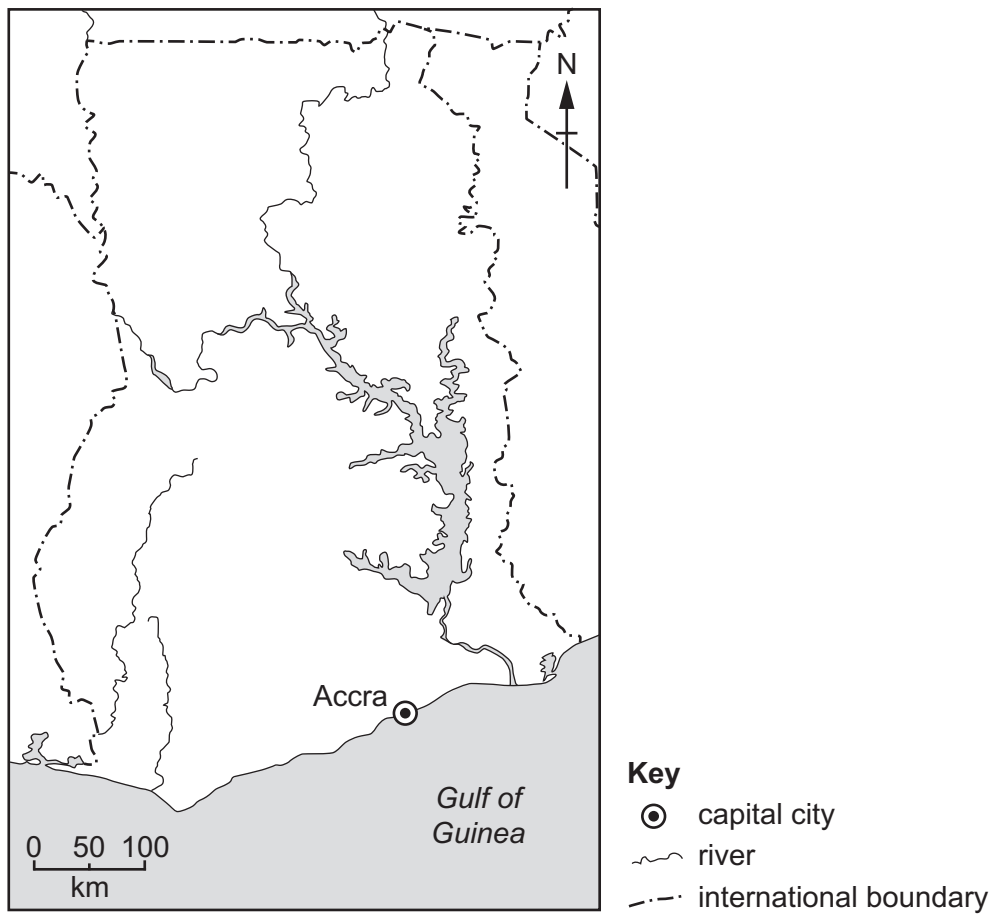 N
Accra
Gulf of
Guinea
0 50 100
km
Key
capital city
river
international boundary